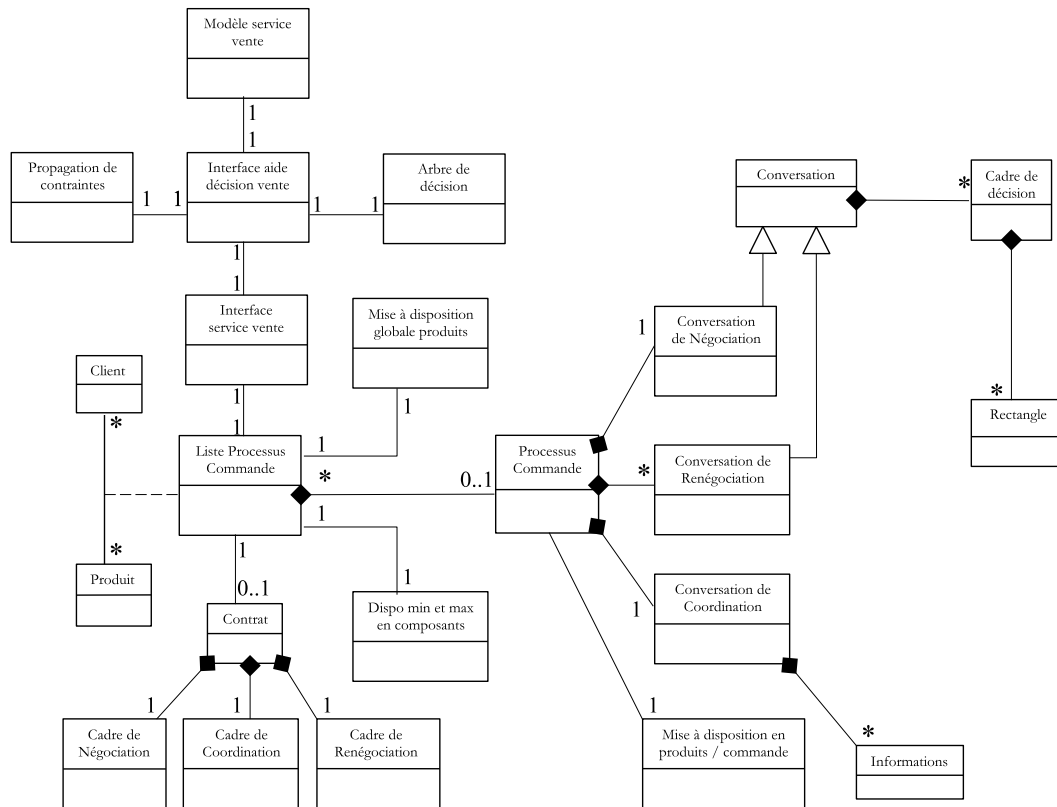 Modèle service
vente
1
1
Propagation de
contraintes
1
1
Interface aide
décision vente
1
1
Arbre de
décision
1
1
Conversation
*
Cadre de
décision
Interface
service vente
Mise à disposition
globale produits
1
Conversation
de Négociation
Client
*
1
1
1
1
*
Rectangle
Liste Processus
Commande
*
0..1
Processus
Commande
*
Conversation de
Renégociation
1
1
*
Produit
1
0..1
Contrat
Dispo min et max
en composants
1
Conversation de
Coordination
1
1
1
1
*
Cadre de
Négociation
Cadre de
Coordination
Cadre de
Renégociation
Mise à disposition en
produits / commande
Informations